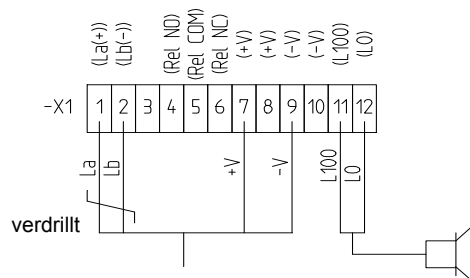 (La(+))
(Lb(-))
(Rel NO)
(Rel COM)
(Rel NC)
(+V)
(+V)
(-V)
(-V)
(L100)
(L0)
-X1 1 2 3 4 5 6 7 8 9 10 11 12
La
Lb
+V
-V
L100
L0
verdrillt